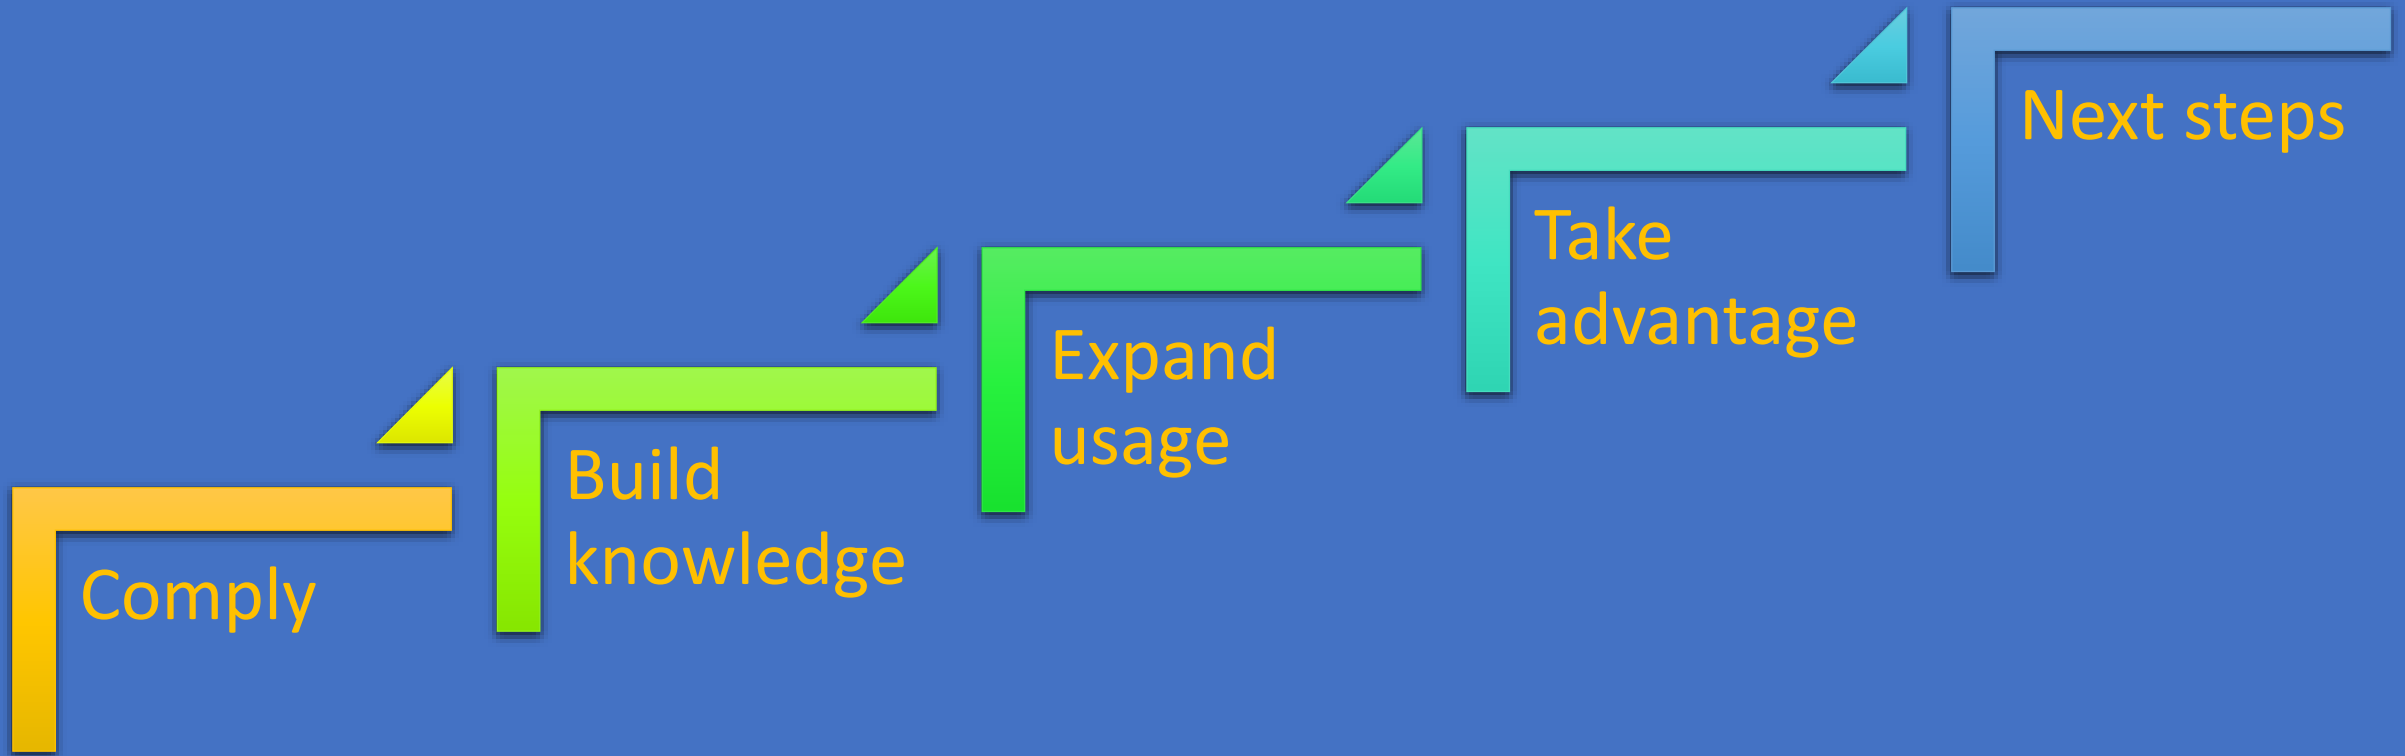 Comply
Build
knowledge
Expand
usage
Take
advantage
Next steps